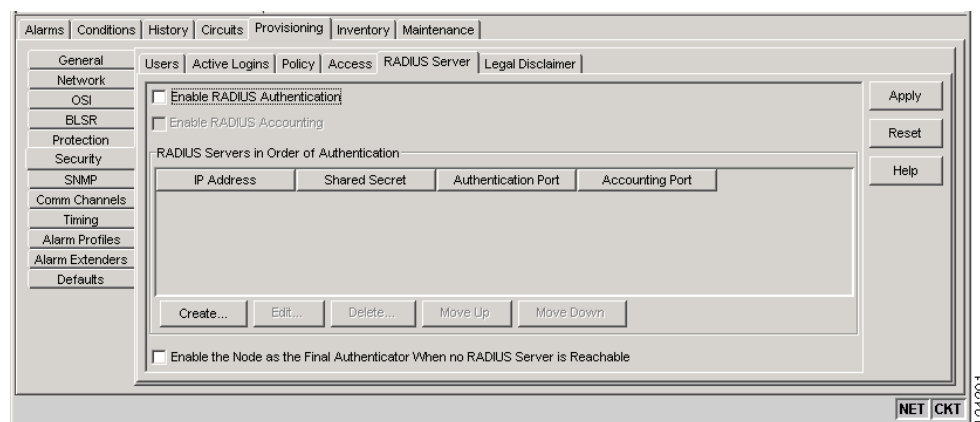 Alarms Conditions History Circuits Provisioning Inventory Maintenance
General
Network
OSI
BLSR
Protection
Security
SNMP
Comm Channels
Timing
Alarm Profiles
Alarm Extenders
Defaults
Users Active Logins Policy Access RADIUS Server Legal Disclaimer
Enable RADIUS Authentication
Enable RADIUS Accounting
RADIUS Servers in Order of Authentication
IP Address Shared Secret Authentication Port Accounting Port
Create... Edit... Delete... Move Up Move Down
Enable the Node as the Final Authenticator When no RADIUS Server is Reachable
Apply
Reset
Help
NET CKT